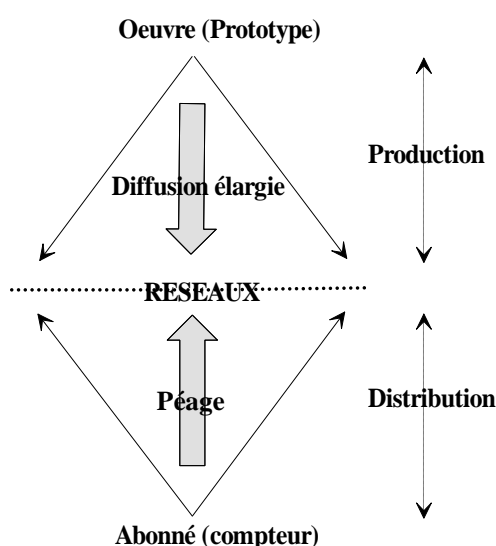 Oeuvre (Prototype)
Production
Diffusion élargie
RESEAUX
Péage
Distribution
Abonné (compteur)